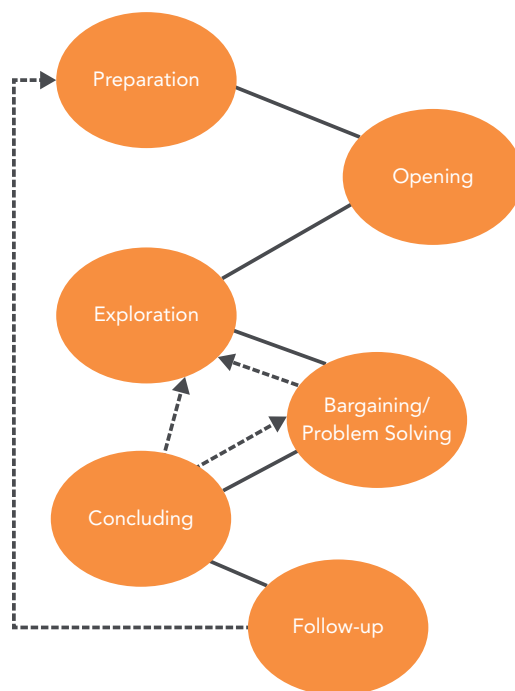 Preparation
Opening
Exploration
Bargaining/
Problem Solving
Concluding
Follow-up